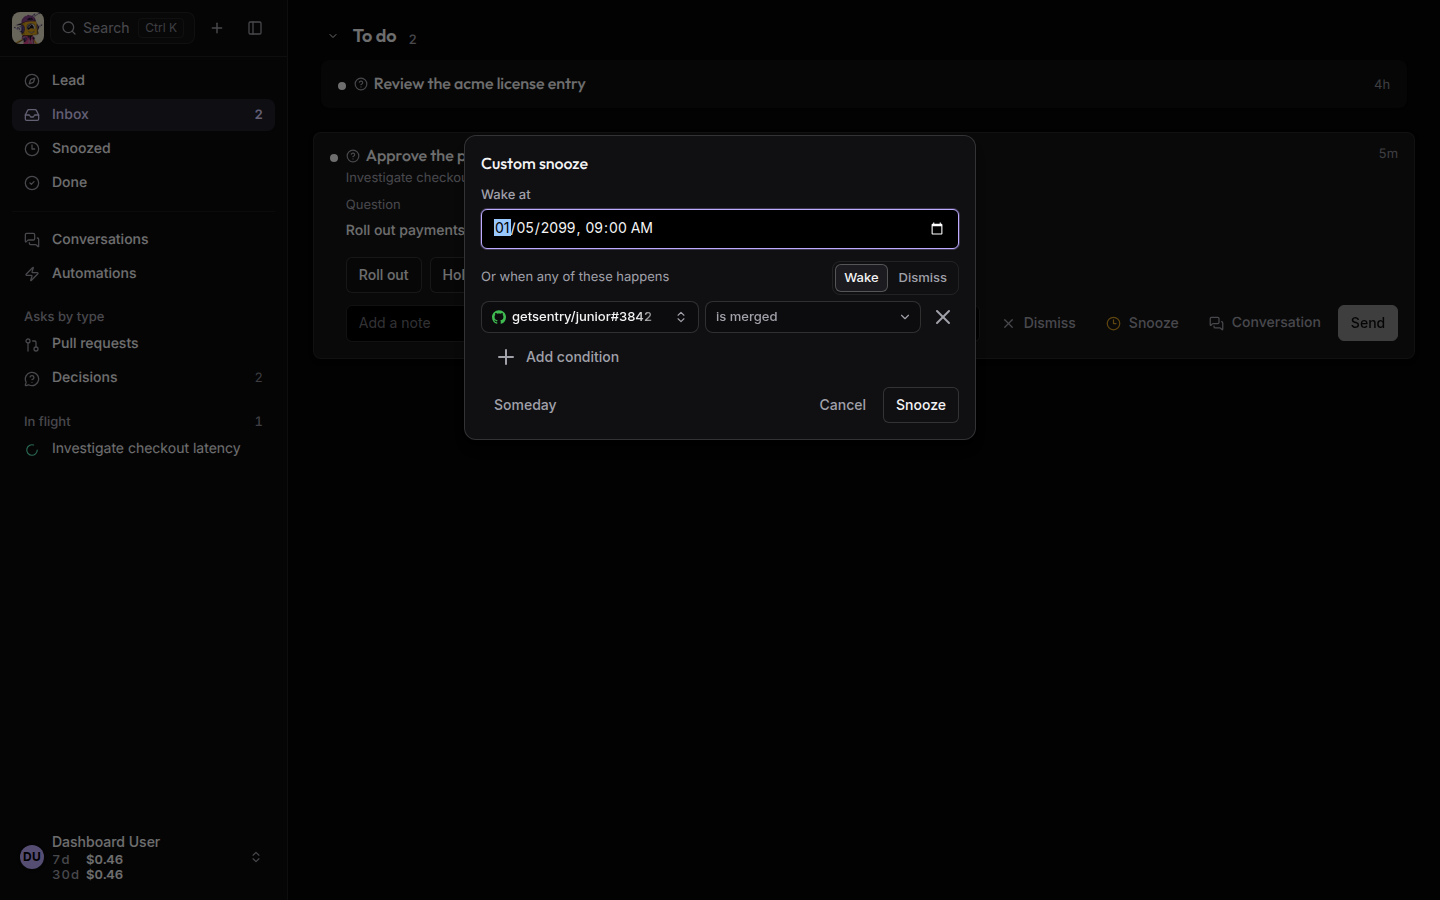 Search Ctrl K
Lead
Inbox 2
Snoozed
Done
Conversations
Automations
Asks by type
Pull requests
Decisions 2
In flight 1
Investigate checkout latency
DU Dashboard User
7d $0.46
30d $0.46
To do 2
Review the acme license entry 4h
Approve the p 5m
Investigate checkou
Question
Roll out payments
Roll out Hol
Add a note Dismiss Snooze Conversation Send
Custom snooze
Wake at
01/05/2099, 09:00 AM
Or when any of these happens Wake Dismiss
getsentry/junior#3842 is merged
Add condition
Someday Cancel Snooze